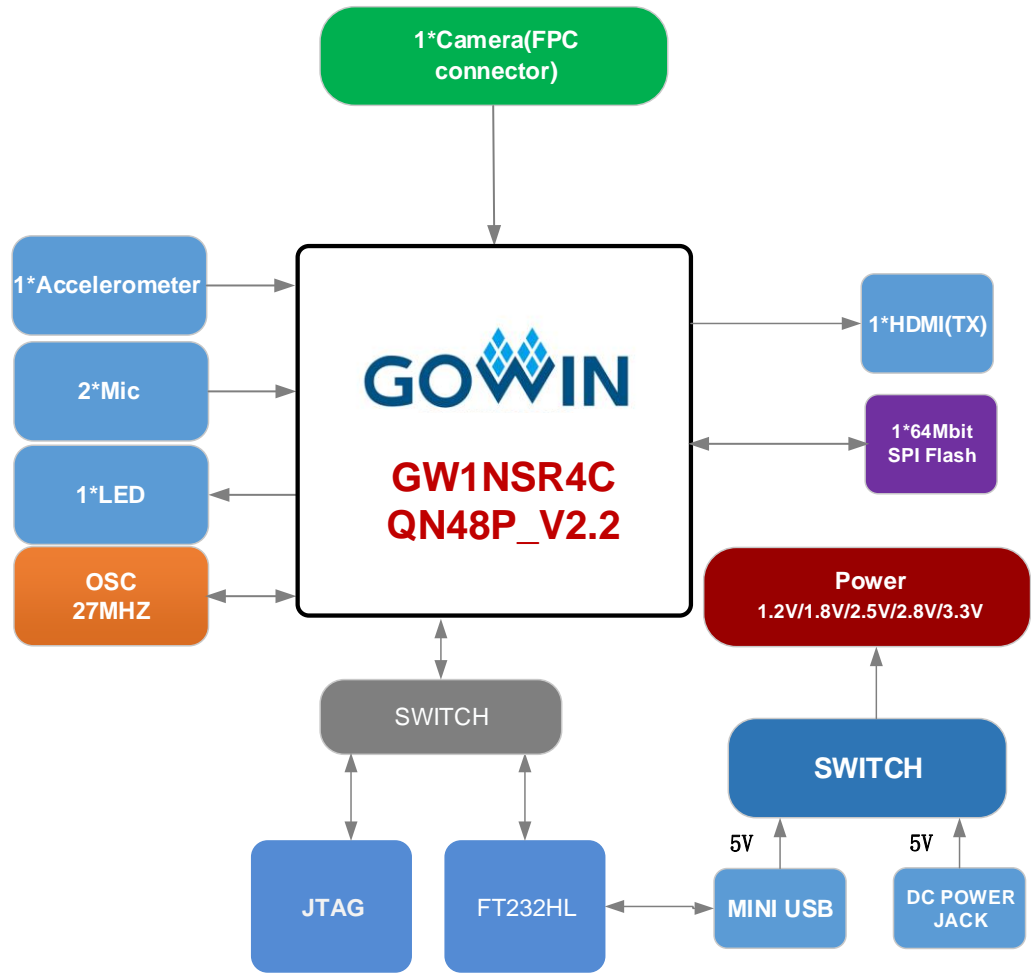 1*Camera(FPC
connector)
1*Accelerometer
2*Mic
1*LED
OSC
27MHZ
GOWIN
GW1NSR4C
QN48P_V2.2
1*HDMI(TX)
1*64Mbit
SPI Flash
Power
1.2V/1.8V/2.5V/2.8V/3.3V
SWITCH
SWITCH
5V
5V
JTAG
FT232HL
MINI USB
DC POWER
JACK